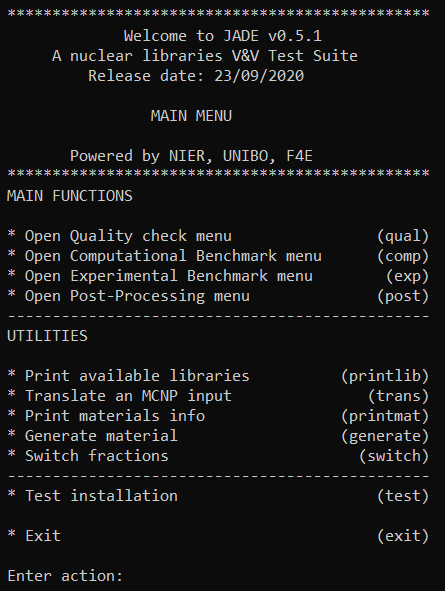 ***********************************************
Welcome to JADE v0.5.1
A nuclear libraries V&V Test Suite
Release date: 23/09/2020
MAIN MENU
Powered by NIER, UNIBO, F4E
***********************************************
MAIN FUNCTIONS
* Open Quality check menu (qual)
* Open Computational Benchmark menu (comp)
* Open Experimental Benchmark menu (exp)
* Open Post-Processing menu (post)
-----------------------------------------------
UTILITIES
* Print available libraries (printlib)
* Translate an MCNP input (trans)
* Print materials info (printmat)
* Generate material (generate)
* Switch fractions (switch)
-----------------------------------------------
* Test installation (test)
* Exit (exit)
Enter action: